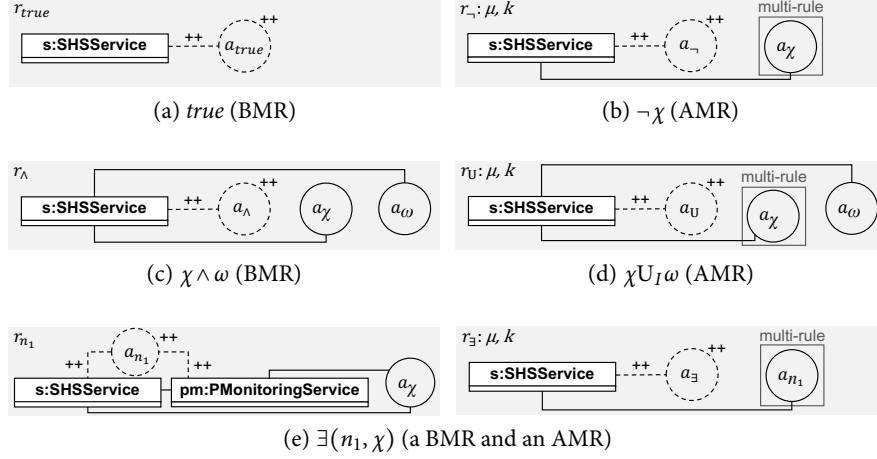 r_true
++ ++
s:SHSService
a_true
(a) true (BMR)
r_¬: μ, k
multi-rule
++ ++
s:SHSService
a_¬
a_χ
(b) ¬χ (AMR)
r_∧
++ ++
s:SHSService
a_∧
a_χ
a_ω
(c) χ∧ω (BMR)
r_U: μ, k
multi-rule
++ ++
s:SHSService
a_U
a_χ
a_ω
(d) χU_Iω (AMR)
r_n₁
++
a_n₁
++ ++
s:SHSService
pm:PMonitoringService
a_χ
r_∃: μ, k
multi-rule
++ ++
s:SHSService
a_∃
a_n₁
(e) ∃(n₁, χ) (a BMR and an AMR)